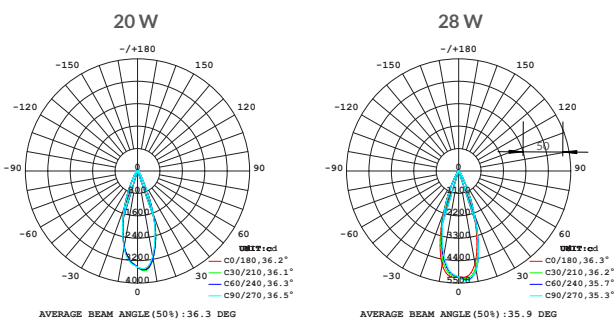 20 W
28 W
-/+180
-/+180
-150
150
-150
150
-120
120
-120
120
50
-90
90
-90
90
0
0
800
1100
1600
2200
2400
3300
-60
60
-60
60
UNIT:cd
UNIT:cd
C0/180,36.2°
C0/180,36.3°
4400
C30/210,36.1°
C30/210,36.2°
C60/240,36.3°
C60/240,35.7°
-30
30
-30
30
4000
5500
C90/270,36.5°
C90/270,35.3°
0
0
AVERAGE BEAM ANGLE(50%):36.3 DEG
AVERAGE BEAM ANGLE(50%):35.9 DEG